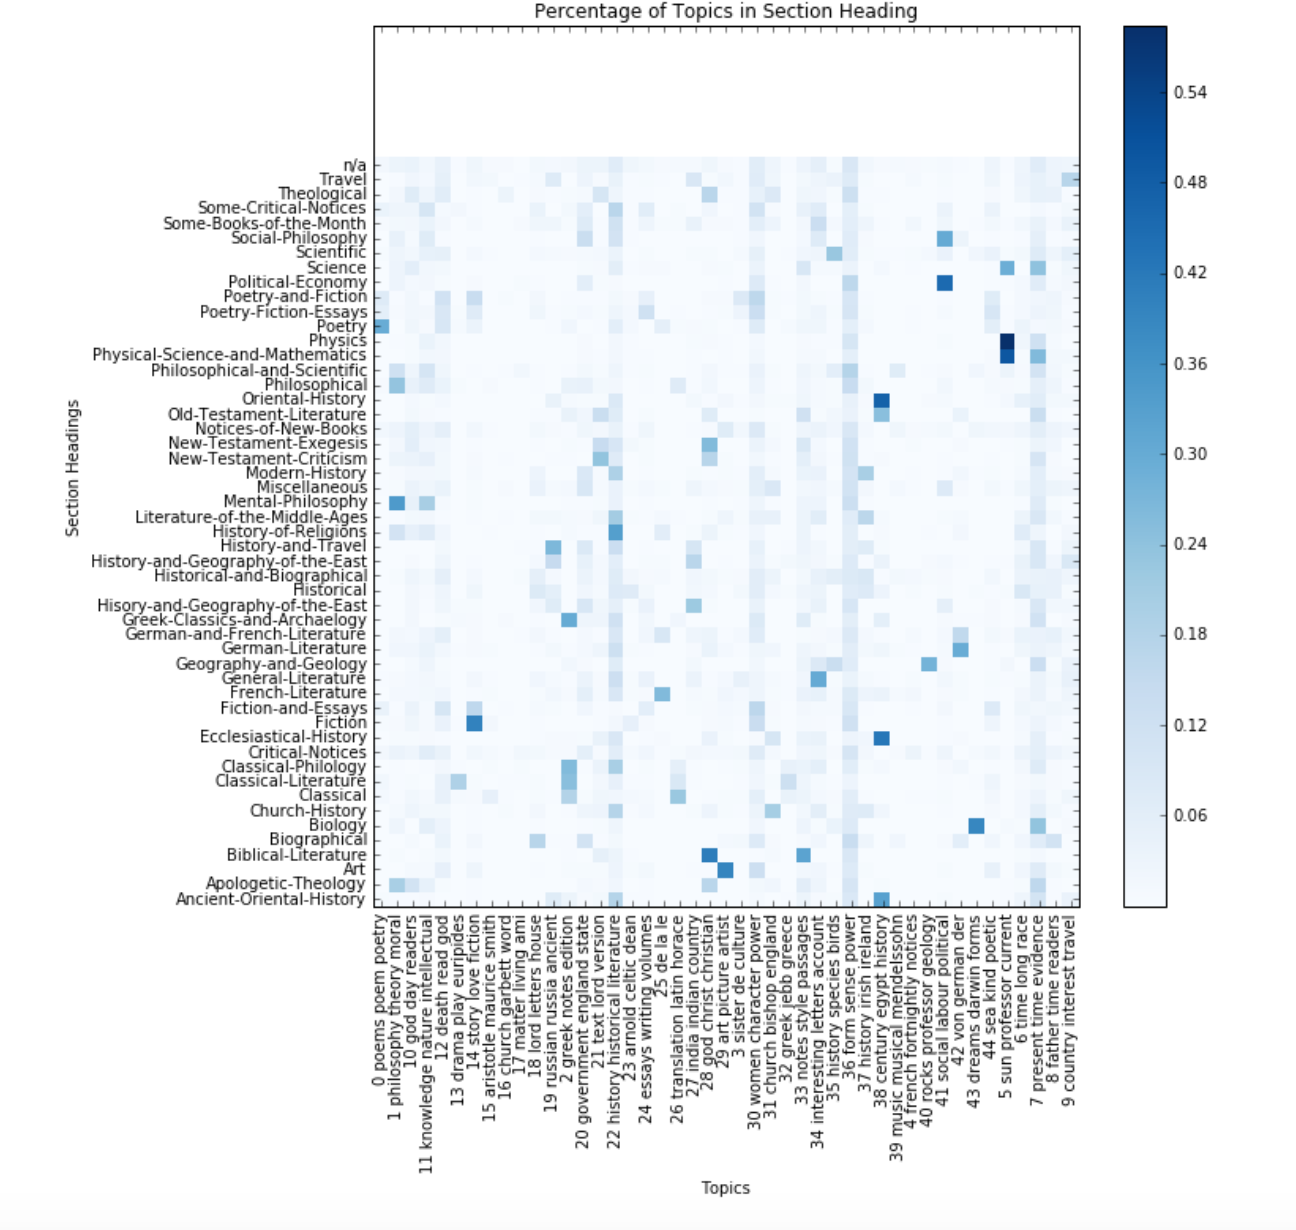 Percentage of Topics in Section Heading
n/a
Travel
Theological
Some-Critical-Notices
Some-Books-of-the-Month
Social-Philosophy
Scientific
Science
Political-Economy
Poetry-and-Fiction
Poetry-Fiction-Essays
Poetry
Physics
Physical-Science-and-Mathematics
Philosophical-and-Scientific
Philosophical
Oriental-History
Old-Testament-Literature
Notices-of-New-Books
New-Testament-Exegesis
New-Testament-Criticism
Modern-History
Miscellaneous
Mental-Philosophy
Literature-of-the-Middle-Ages
History-of-Religions
History-and-Travel
History-and-Geography-of-the-East
Historical-and-Biographical
Historical
Hisory-and-Geography-of-the-East
Greek-Classics-and-Archaelogy
German-and-French-Literature
German-Literature
Geography-and-Geology
General-Literature
French-Literature
Fiction-and-Essays
Fiction
Ecclesiastical-History
Critical-Notices
Classical-Philology
Classical-Literature
Classical
Church-History
Biology
Biographical
Biblical-Literature
Art
Apologetic-Theology
Ancient-Oriental-History
Section Headings
0 poems poem poetry
1 philosophy theory moral
10 god day readers
11 knowledge nature intellectual
12 death read god
13 drama play euripides
14 story love fiction
15 aristotle maurice smith
16 church garbett word
17 matter living ami
18 lord letters house
19 russian russia ancient
2 greek notes edition
20 government england state
21 text lord version
22 history historical literature
23 arnold celtic dean
24 essays writing volumes
25 de la le
26 translation latin horace
27 india indian country
28 god christ christian
29 art picture artist
3 sister de culture
30 women character power
31 church bishop england
32 greek jebb greece
33 notes style passages
34 interesting letters account
35 history species birds
36 form sense power
37 history irish ireland
38 century egypt history
39 music musical mendelssohn
4 french fortnightly notices
40 rocks professor geology
41 social labour political
42 von german der
43 dreams darwin forms
44 sea kind poetic
5 sun professor current
6 time long race
7 present time evidence
8 father time readers
9 country interest travel
Topics
0.54
0.48
0.42
0.36
0.30
0.24
0.18
0.12
0.06